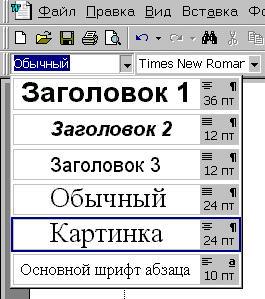 Файл Правка Вид Вставка Фо
Обычный Times New Romar
Заголовок 1 36 пт
Заголовок 2 12 пт
Заголовок 3 12 пт
Обычный 24 пт
Картинка 24 пт
Основной шрифт абзаца a 10 пт